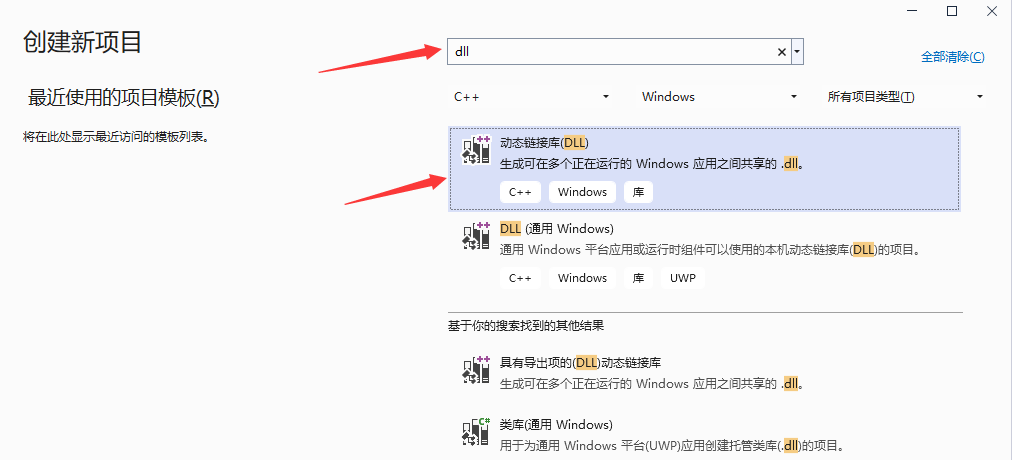 创建新项目
dll
全部清除(C)
最近使用的项目模板(R)
C++
Windows
所有项目类型(T)
将在此处显示最近访问的模板列表。
动态链接库(DLL)
生成可在多个正在运行的 Windows 应用之间共享的 .dll。
C++ Windows 库
DLL (通用 Windows)
通用 Windows 平台应用或运行时组件可以使用的本机动态链接库(DLL)的项目。
C++ Windows 库 UWP
基于你的搜索找到的其他结果
具有导出项的(DLL)动态链接库
生成可在多个正在运行的 Windows 应用之间共享的 .dll。
类库(通用 Windows)
用于为通用 Windows 平台(UWP)应用创建托管类库(.dll)的项目。